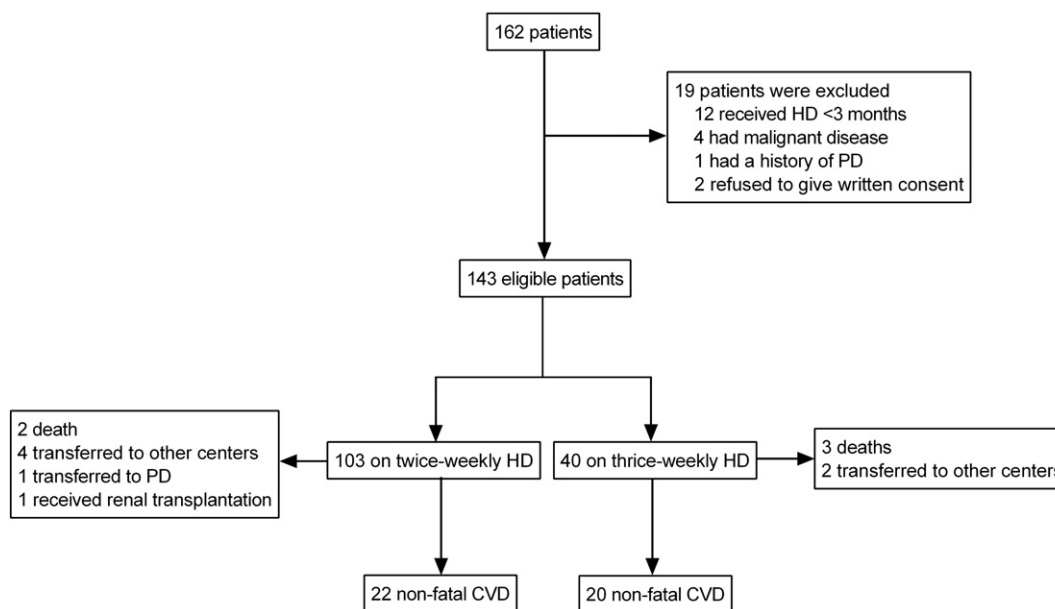 162 patients
19 patients were excluded
12 received HD <3 months
4 had malignant disease
1 had a history of PD
2 refused to give written consent
143 eligible patients
2 death
4 transferred to other centers
1 transferred to PD
1 received renal transplantation
103 on twice-weekly HD
40 on thrice-weekly HD
3 deaths
2 transferred to other centers
22 non-fatal CVD
20 non-fatal CVD